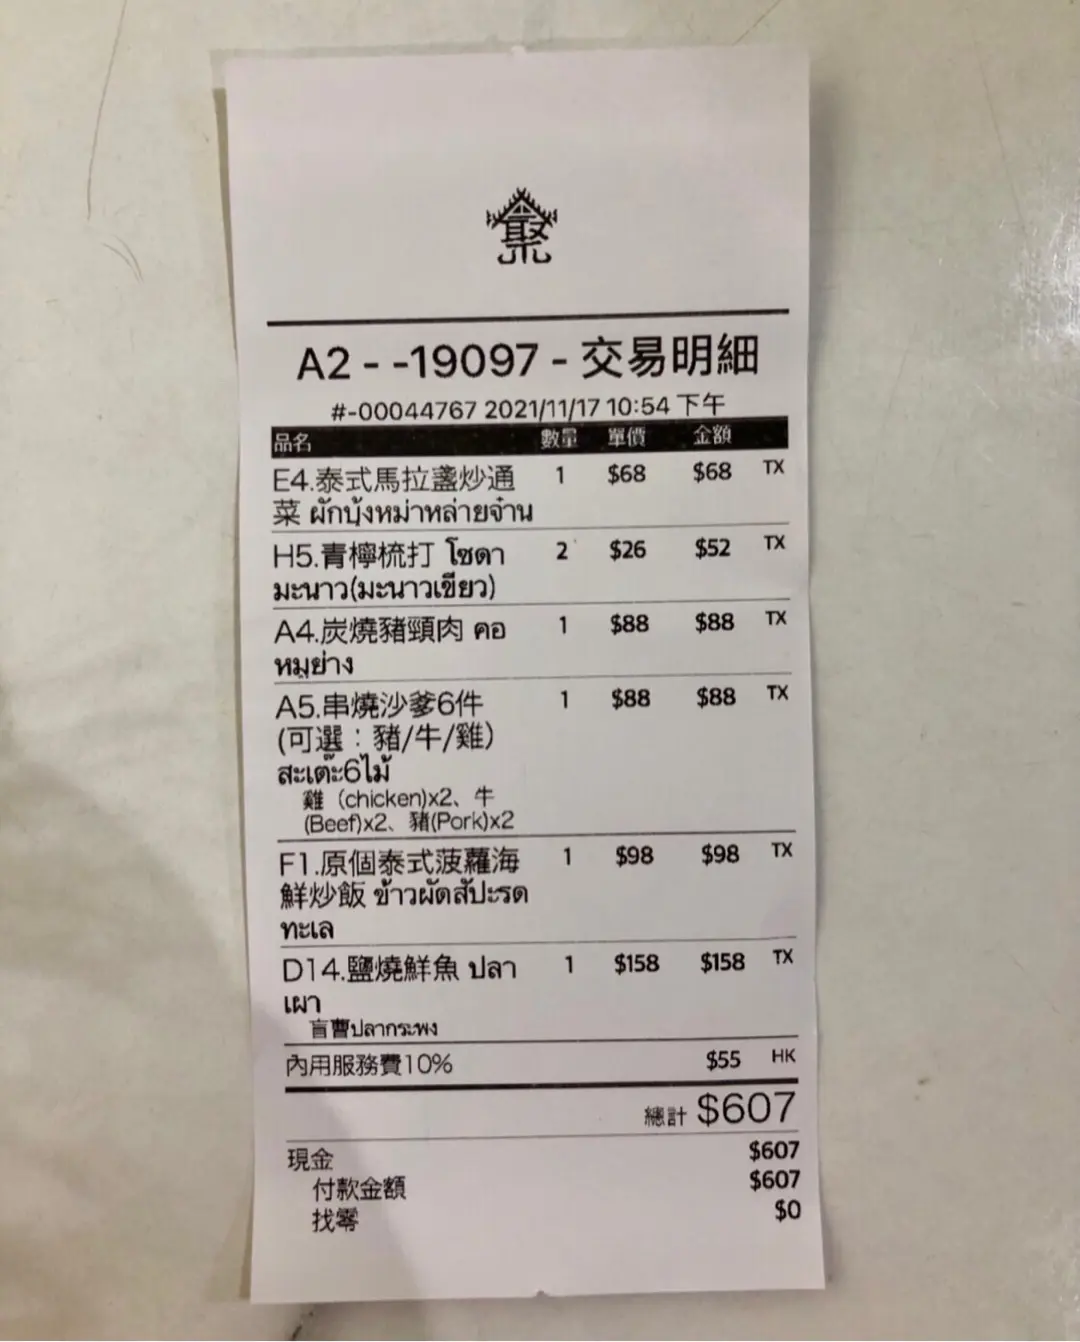 聚
A2 - -19097 - 交易明細
#-00044767 2021/11/17 10:54 下午
品名 數量 單價 金額
E4.泰式馬拉盞炒通 1 $68 $68 TX
菜 ผักบุ้งหม่าหล่ายจ๋าน
H5.青檸梳打 โซดา 2 $26 $52 TX
มะนาว(มะนาวเขียว)
A4.炭燒豬頸肉 คอ 1 $88 $88 TX
หมูย่าง
A5.串燒沙爹6件 1 $88 $88 TX
(可選：豬/牛/雞)
สะเต๊ะ6ไม้
雞 (chicken)x2、牛
(Beef)x2、豬(Pork)x2
F1.原個泰式菠蘿海 1 $98 $98 TX
鮮炒飯 ข้าวผัดสัปะรด
ทะเล
D14.鹽燒鮮魚 ปลา 1 $158 $158 TX
เผา
盲曹ปลากระพง
內用服務費10% $55 HK
總計 $607
現金 $607
付款金額 $607
找零 $0